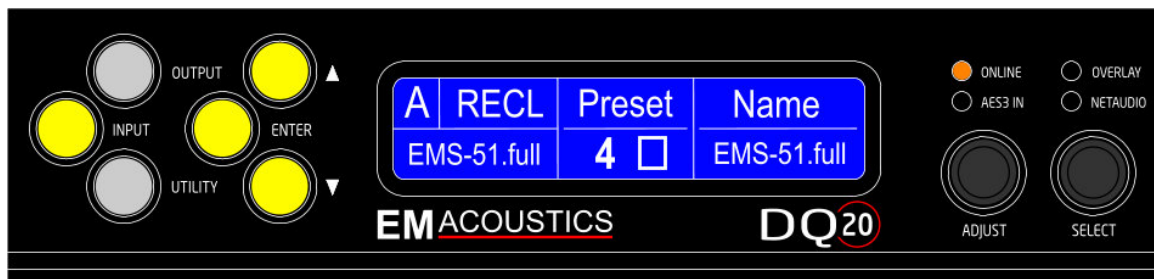 OUTPUT
▲
INPUT
ENTER
UTILITY
▼
A RECL Preset Name
EMS-51.full 4 EMS-51.full
EM ACOUSTICS
DQ20
ONLINE OVERLAY
AES3 IN NETAUDIO
ADJUST SELECT